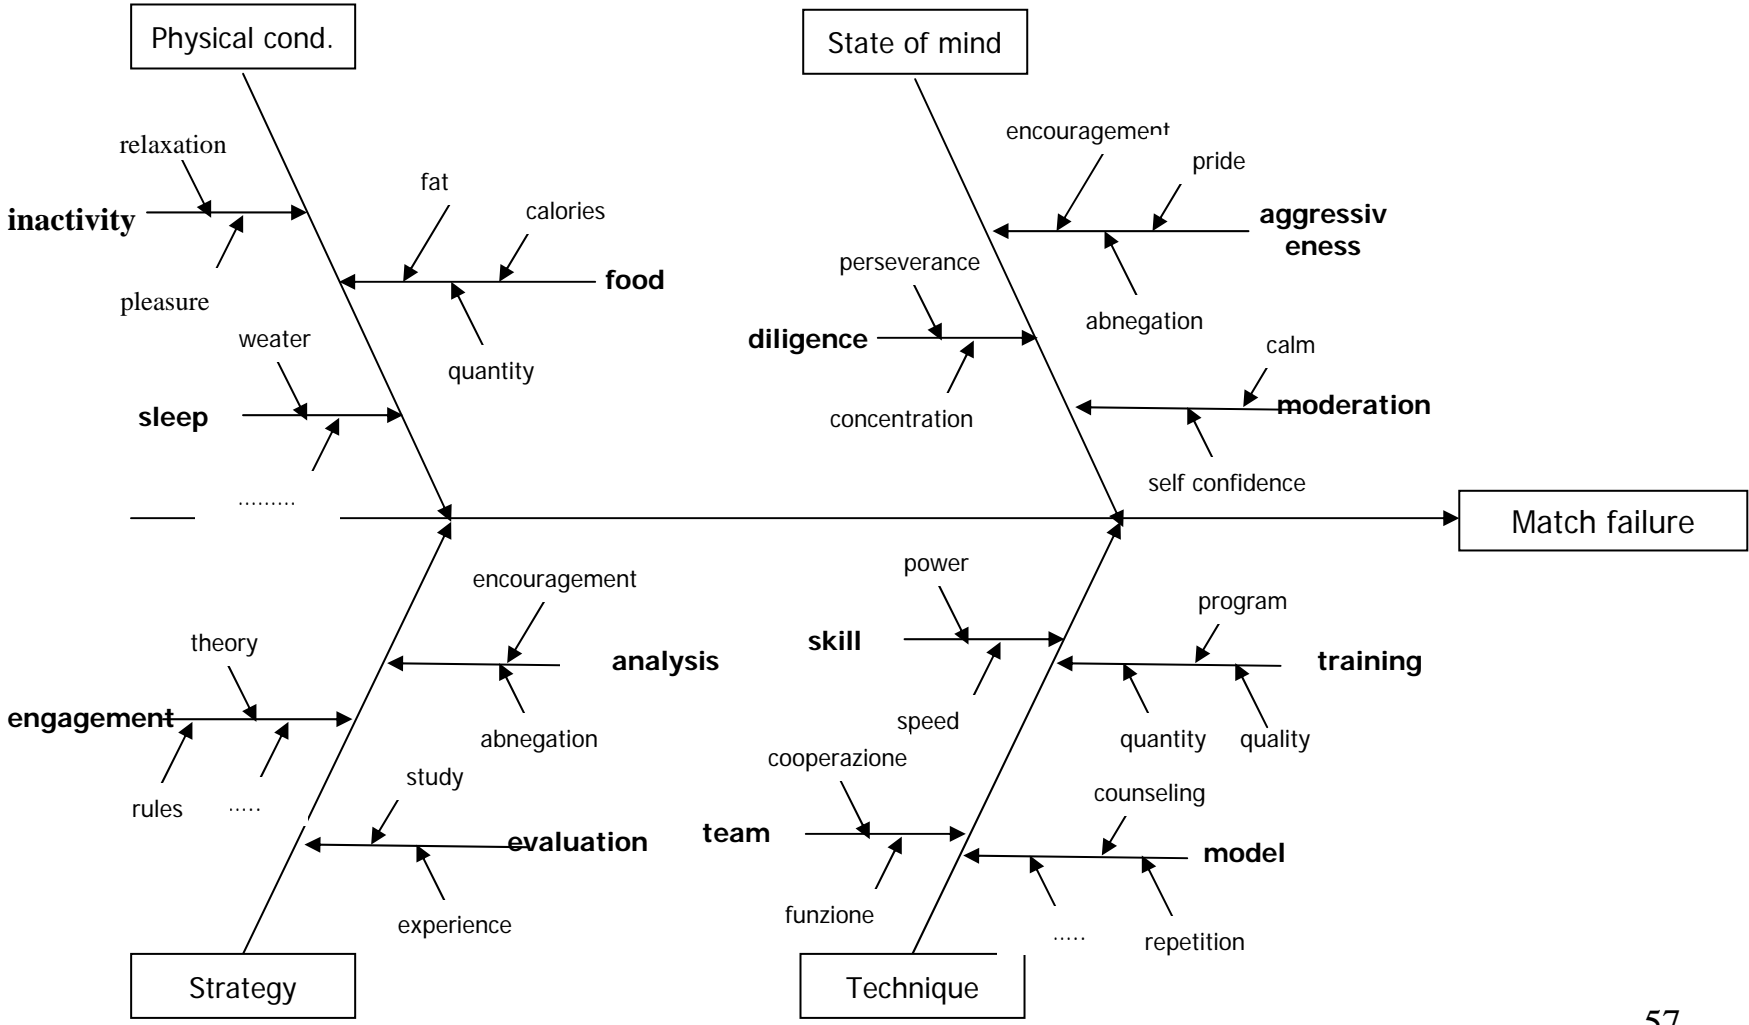 Physical cond.
State of mind
relaxation
inactivity
pleasure
fat
calories
food
quantity
weater
sleep
.........
encouragement
pride
aggressiv
eness
abnegation
perseverance
diligence
concentration
calm
moderation
self confidence
Match failure
encouragement
analysis
abnegation
theory
engagement
rules
.....
study
evaluation
experience
Strategy
power
skill
speed
program
training
quantity
quality
cooperazione
team
funzione
counseling
model
.....
repetition
Technique
57